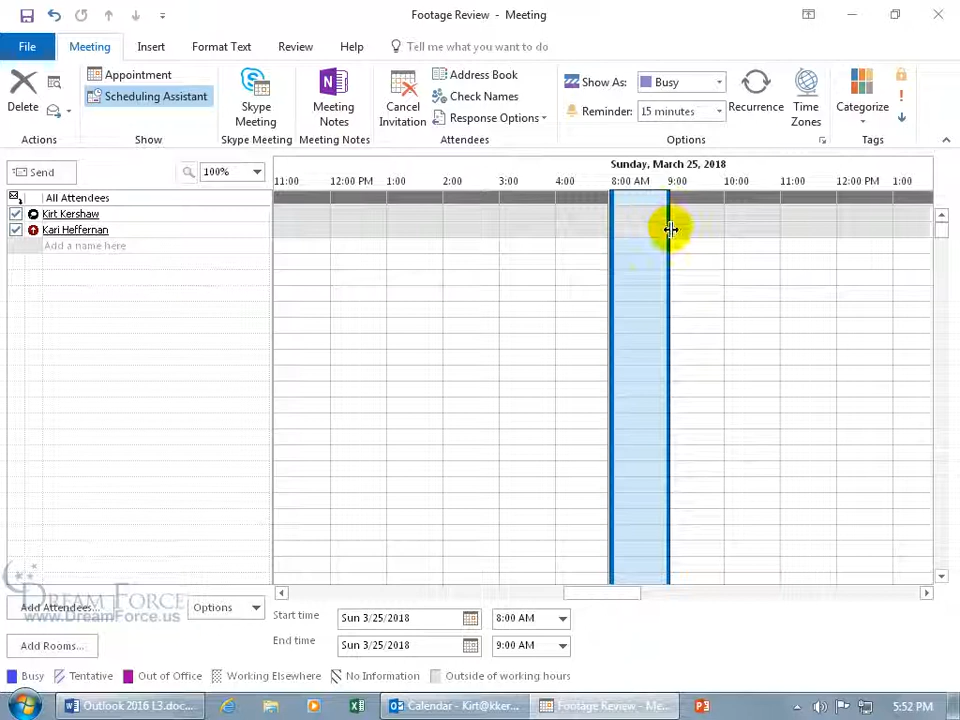 Footage Review - Meeting
File Meeting Insert Format Text Review Help Tell me what you want to do
Delete
Actions
Appointment
Scheduling Assistant
Show
Skype Meeting
Skype Meeting
Meeting Notes
Meeting Notes
Cancel Invitation
Address Book
Check Names
Response Options
Attendees
Show As: Busy
Reminder: 15 minutes
Recurrence
Time Zones
Options
Categorize
Tags
Send
100%
Sunday, March 25, 2018
11:00 12:00 PM 1:00 2:00 3:00 4:00 8:00 AM 9:00 10:00 11:00 12:00 PM 1:00
All Attendees
Kirt Kershaw
Kari Heffernan
Add a name here
DREAM FORCE
www.DreamForce.us
Add Attendees...
Options
Add Rooms...
Start time Sun 3/25/2018 8:00 AM
End time Sun 3/25/2018 9:00 AM
Busy Tentative Out of Office Working Elsewhere No Information Outside of working hours
Outlook 2016 L3.doc... Calendar - Kirt@kker... Footage Review - Me... 5:52 PM